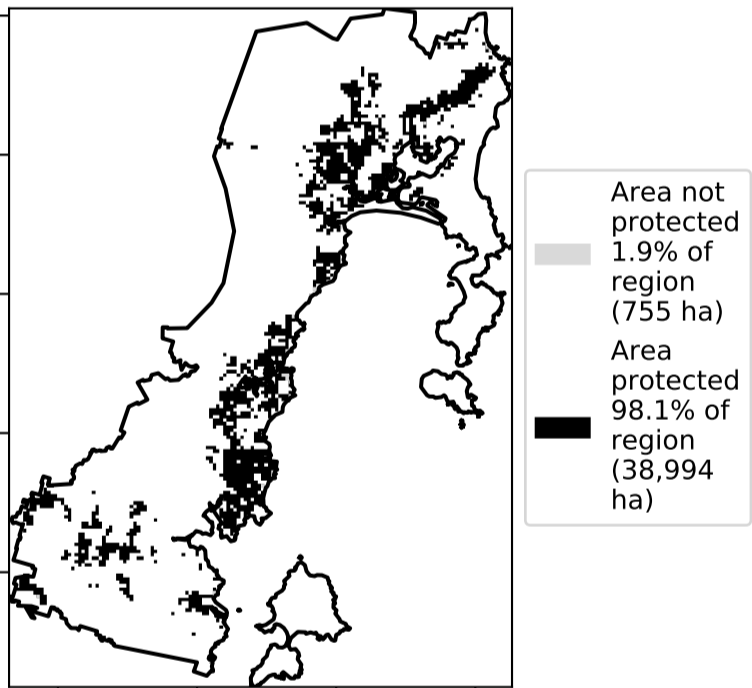 Area not
protected
1.9% of
region
(755 ha)
Area
protected
98.1% of
region
(38,994
ha)